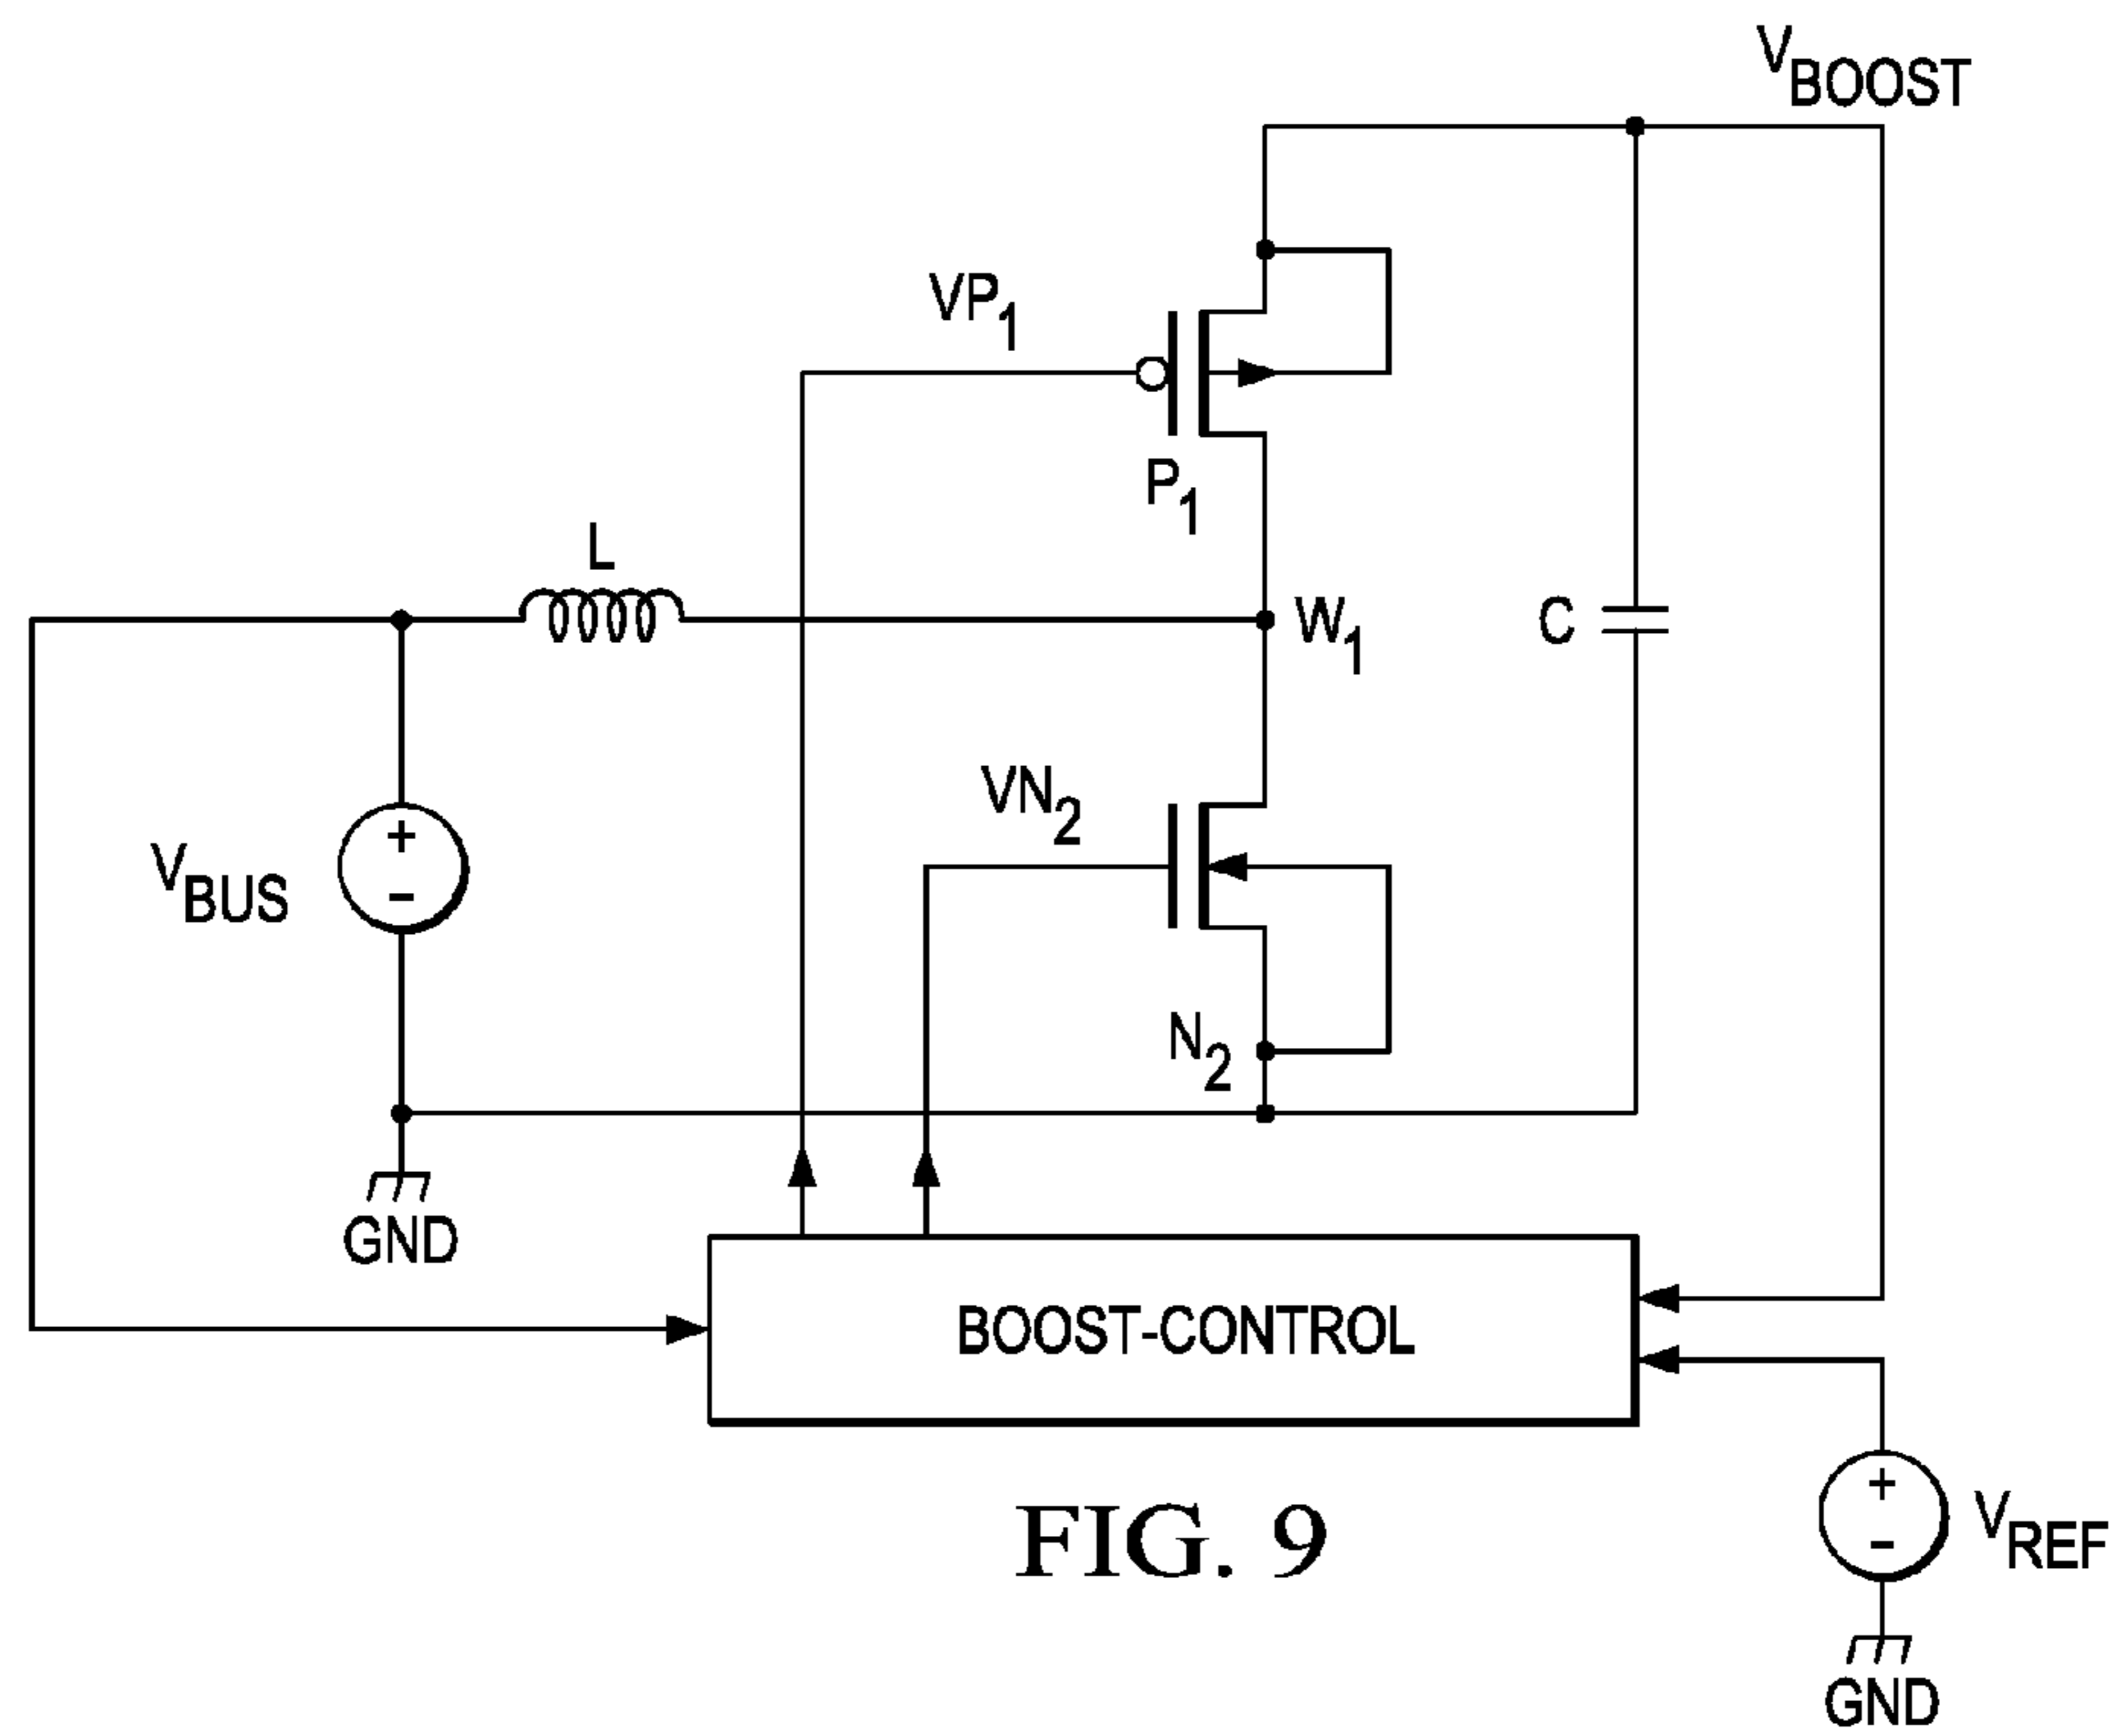 VBOOST
VP1
P1
L
W1
C
VN2
+
-
VBUS
N2
GND
BOOST-CONTROL
+
-
VREF
FIG. 9
GND